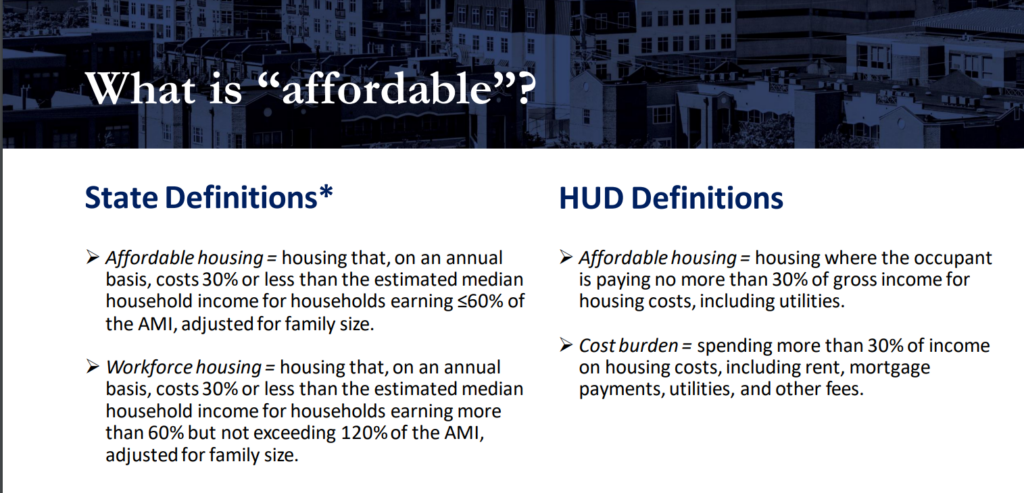 What is “affordable”?
State Definitions*
➢ Affordable housing = housing that, on an annual
basis, costs 30% or less than the estimated median
household income for households earning ≤60% of
the AMI, adjusted for family size.
➢ Workforce housing = housing that, on an annual
basis, costs 30% or less than the estimated median
household income for households earning more
than 60% but not exceeding 120% of the AMI,
adjusted for family size.
HUD Definitions
➢ Affordable housing = housing where the occupant
is paying no more than 30% of gross income for
housing costs, including utilities.
➢ Cost burden = spending more than 30% of income
on housing costs, including rent, mortgage
payments, utilities, and other fees.